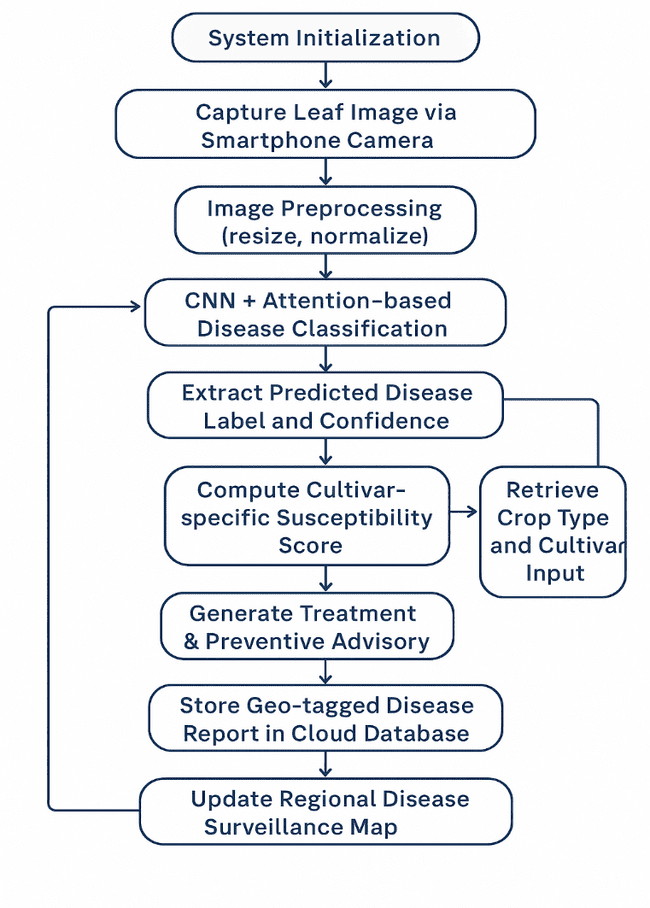 System Initialization
Capture Leaf Image via
Smartphone Camera
Image Preprocessing
(resize, normalize)
CNN + Attention-based
Disease Classification
Extract Predicted Disease
Label and Confidence
Compute Cultivar-
specific Susceptibility
Score
Retrieve
Crop Type
and Cultivar
Input
Generate Treatment
& Preventive Advisory
Store Geo-tagged Disease
Report in Cloud Database
Update Regional Disease
Surveillance Map